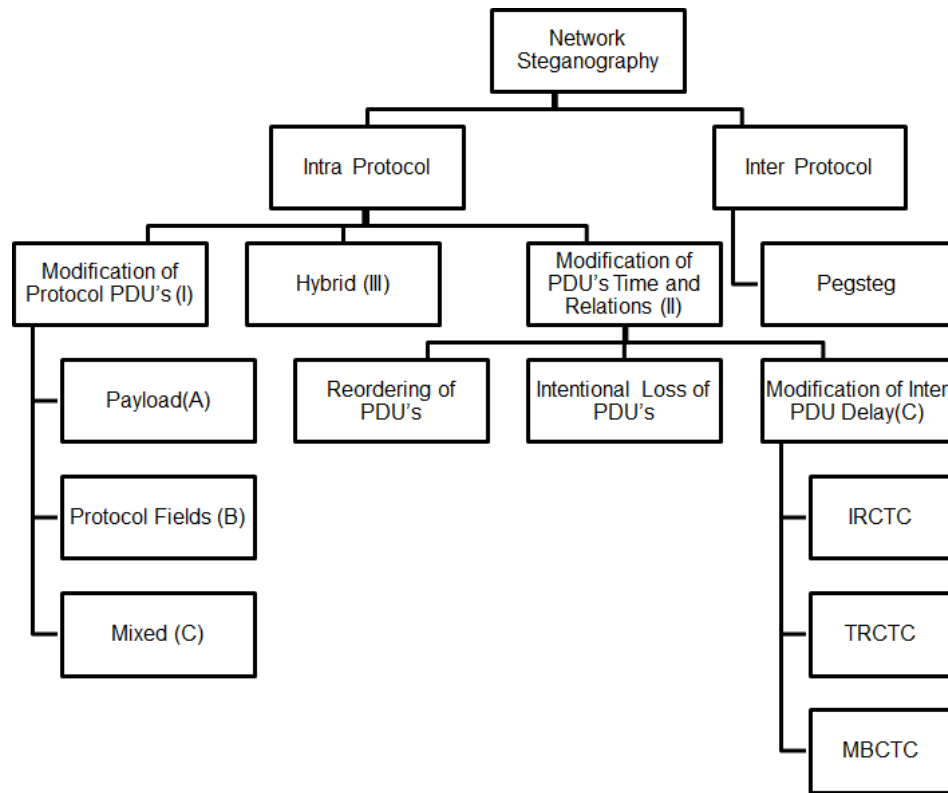 Network
Steganography
Intra Protocol
Inter Protocol
Modification of
Protocol PDU's (I)
Hybrid (III)
Modification of
PDU's Time and
Relations (II)
Pegsteg
Payload(A)
Reordering of
PDU's
Intentional Loss of
PDU's
Modification of Inter
PDU Delay(C)
Protocol Fields (B)
IRCTC
Mixed (C)
TRCTC
MBCTC